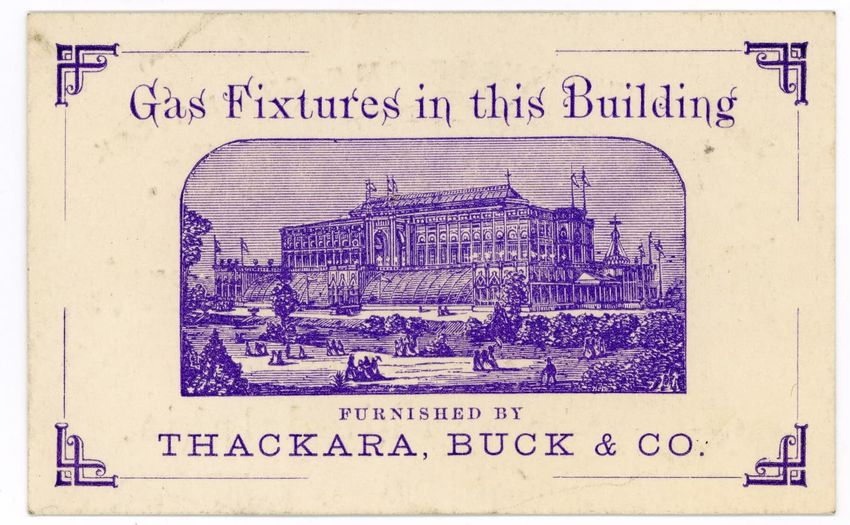 Gas Fixtures in this Building
FURNISHED BY
THACKARA, BUCK & CO.